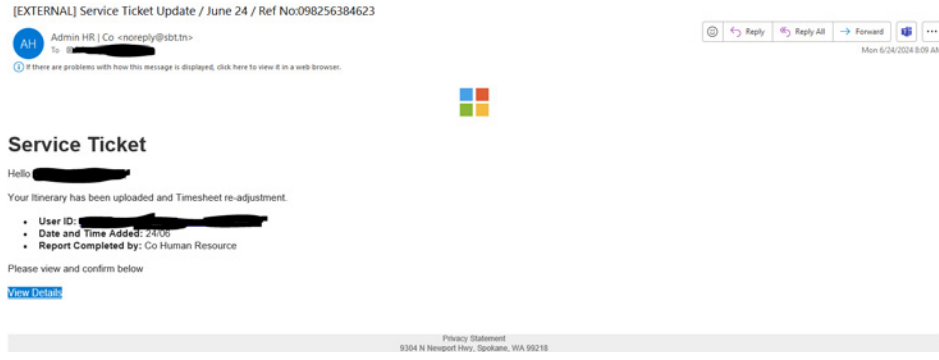 [EXTERNAL] Service Ticket Update / June 24 / Ref No:098256384623
AH
Admin HR | Co <noreply@sbt.tn>
To
Reply
Reply All
Forward
Mon 6/24/2024 8:09 AM
If there are problems with how this message is displayed, click here to view it in a web browser.
Service Ticket
Hello
Your Itinerary has been uploaded and Timesheet re-adjustment.
• User ID:
• Date and Time Added: 24/06
• Report Completed by: Co Human Resource
Please view and confirm below
View Details
Privacy Statement
9304 N Newport Hwy, Spokane, WA 99218